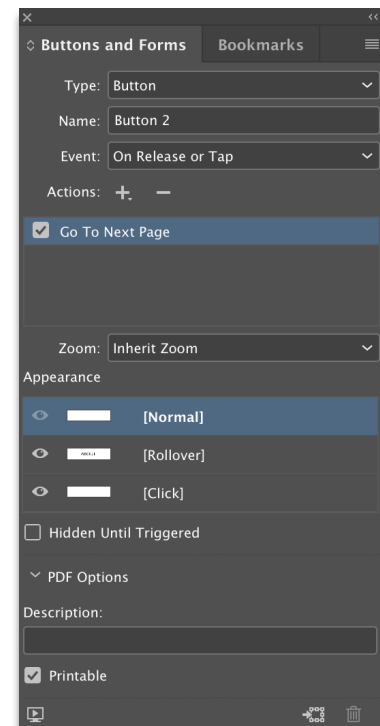 Buttons and Forms Bookmarks
Type: Button
Name: Button 2
Event: On Release or Tap
Actions:
Go To Next Page
Zoom: Inherit Zoom
Appearance
[Normal]
[Rollover]
[Click]
Hidden Until Triggered
PDF Options
Description:
Printable